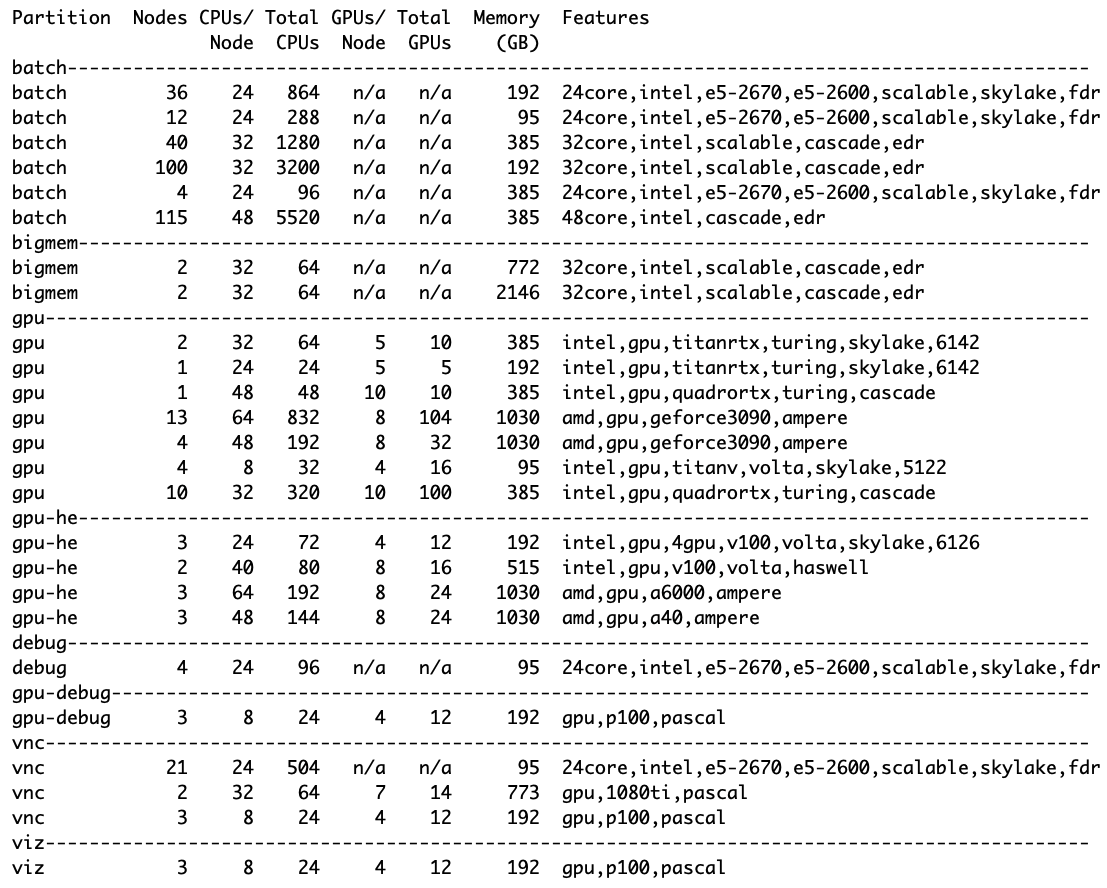 Partition  Nodes CPUs/ Total GPUs/ Total  Memory  Features
                  Node  CPUs  Node  GPUs    (GB)
batch---------------------------------------------------------------------------------------------
batch         36    24   864   n/a   n/a     192  24core,intel,e5-2670,e5-2600,scalable,skylake,fdr
batch         12    24   288   n/a   n/a      95  24core,intel,e5-2670,e5-2600,scalable,skylake,fdr
batch         40    32  1280   n/a   n/a     385  32core,intel,scalable,cascade,edr
batch        100    32  3200   n/a   n/a     192  32core,intel,scalable,cascade,edr
batch          4    24    96   n/a   n/a     385  24core,intel,e5-2670,e5-2600,scalable,skylake,fdr
batch        115    48  5520   n/a   n/a     385  48core,intel,cascade,edr
bigmem--------------------------------------------------------------------------------------------
bigmem         2    32    64   n/a   n/a     772  32core,intel,scalable,cascade,edr
bigmem         2    32    64   n/a   n/a    2146  32core,intel,scalable,cascade,edr
gpu-----------------------------------------------------------------------------------------------
gpu            2    32    64     5    10     385  intel,gpu,titanrtx,turing,skylake,6142
gpu            1    24    24     5     5     192  intel,gpu,titanrtx,turing,skylake,6142
gpu            1    48    48    10    10     385  intel,gpu,quadrortx,turing,cascade
gpu           13    64   832     8   104    1030  amd,gpu,geforce3090,ampere
gpu            4    48   192     8    32    1030  amd,gpu,geforce3090,ampere
gpu            4     8    32     4    16      95  intel,gpu,titanv,volta,skylake,5122
gpu           10    32   320    10   100     385  intel,gpu,quadrortx,turing,cascade
gpu-he--------------------------------------------------------------------------------------------
gpu-he         3    24    72     4    12     192  intel,gpu,4gpu,v100,volta,skylake,6126
gpu-he         2    40    80     8    16     515  intel,gpu,v100,volta,haswell
gpu-he         3    64   192     8    24    1030  amd,gpu,a6000,ampere
gpu-he         3    48   144     8    24    1030  amd,gpu,a40,ampere
debug---------------------------------------------------------------------------------------------
debug          4    24    96   n/a   n/a      95  24core,intel,e5-2670,e5-2600,scalable,skylake,fdr
gpu-debug-----------------------------------------------------------------------------------------
gpu-debug      3     8    24     4    12     192  gpu,p100,pascal
vnc-----------------------------------------------------------------------------------------------
vnc           21    24   504   n/a   n/a      95  24core,intel,e5-2670,e5-2600,scalable,skylake,fdr
vnc            2    32    64     7    14     773  gpu,1080ti,pascal
vnc            3     8    24     4    12     192  gpu,p100,pascal
viz-----------------------------------------------------------------------------------------------
viz            3     8    24     4    12     192  gpu,p100,pascal